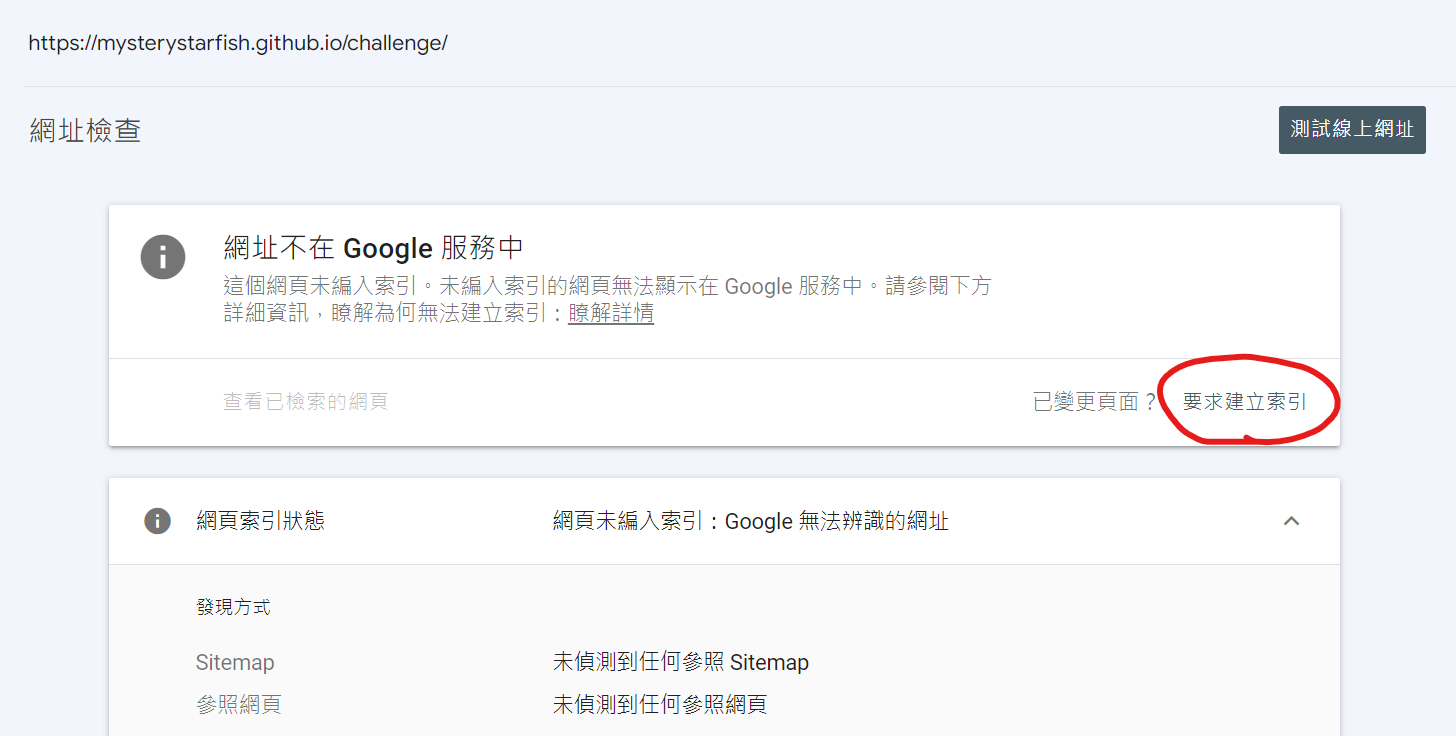 https://mysterystarfish.github.io/challenge/
網址檢查
測試線上網址
網址不在 Google 服務中
這個網頁未編入索引。未編入索引的網頁無法顯示在 Google 服務中。請參閱下方
詳細資訊，瞭解為何無法建立索引：瞭解詳情
查看已檢索的網頁
已變更頁面？
要求建立索引
網頁索引狀態
網頁未編入索引：Google 無法辨識的網址
發現方式
Sitemap
未偵測到任何參照 Sitemap
參照網頁
未偵測到任何參照網頁